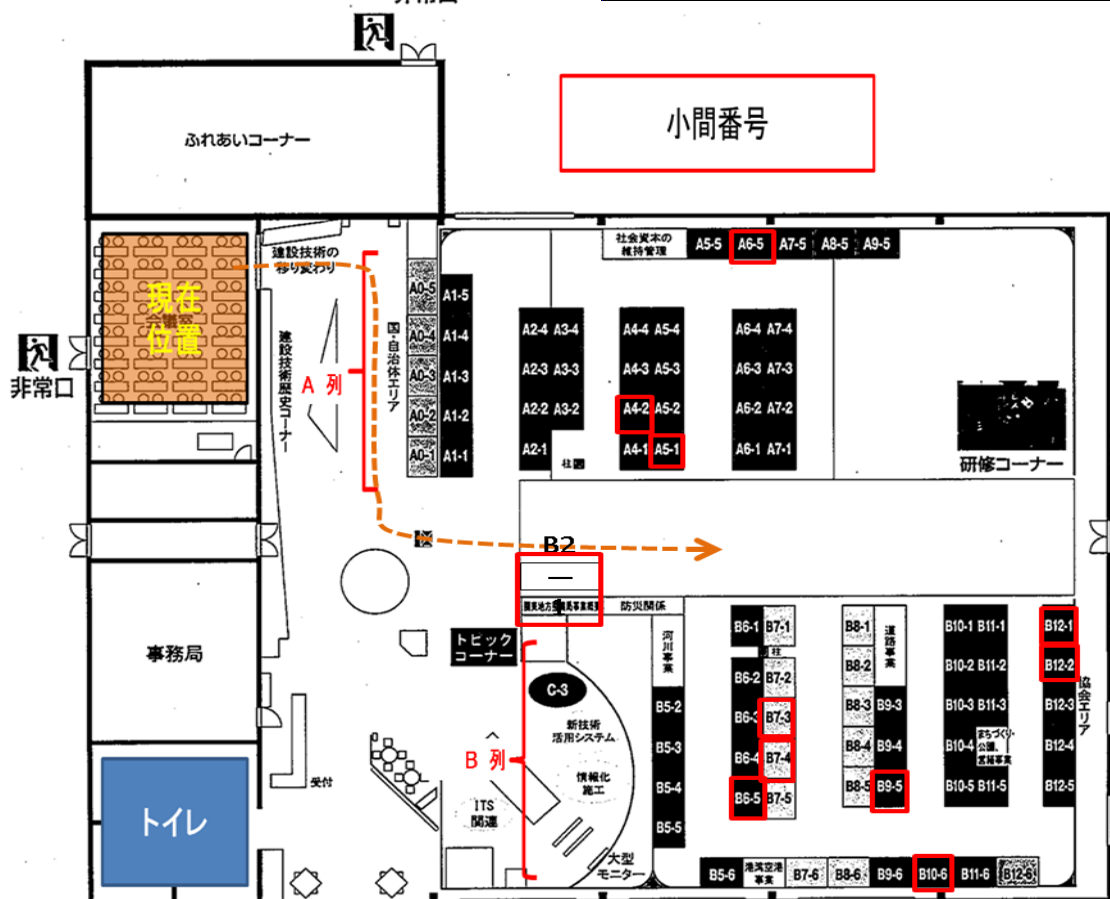 小間番号
ふれあいコーナー
現在
位置
非常口
建設技術の
移り変わり
建設技術歴史コーナー
A 列
国・自治体エリア
A0-5
A0-4
A0-3
A0-2
A0-1
A1-5
A1-4
A1-3
A1-2
A1-1
社会資本の
維持管理
A5-5
A6-5
A7-5
A8-5
A9-5
A2-4 A3-4
A2-3 A3-3
A2-2 A3-2
A2-1
柱
A4-4 A5-4
A4-3 A5-3
A4-2 A5-2
A4-1 A5-1
A6-4 A7-4
A6-3 A7-3
A6-2 A7-2
A6-1 A7-1
研修コーナー
B2
防災関係
事務局
トイレ
受付
トピック
コーナー
C-3
新技術
活用システム
情報化
施工
B 列
ITS
関連
大型
モニター
河川事業
B5-2
B5-3
B5-4
B5-5
B6-1 B7-1
柱
B6-2 B7-2
B6-3 B7-3
B6-4 B7-4
B6-5 B7-5
B8-1
B8-2
B8-3
B8-4
B8-5
道路事業
B9-3
B9-4
B9-5
B10-1 B11-1
B10-2 B11-2
B10-3 B11-3
B10-4
まちづくり・
公園、
営繕事業
B10-5 B11-5
B12-1
B12-2
B12-3
B12-4
B12-5
協会エリア
B5-6
港湾空港
事業
B7-6
B8-6
B9-6
B10-6
B11-6
B12-6